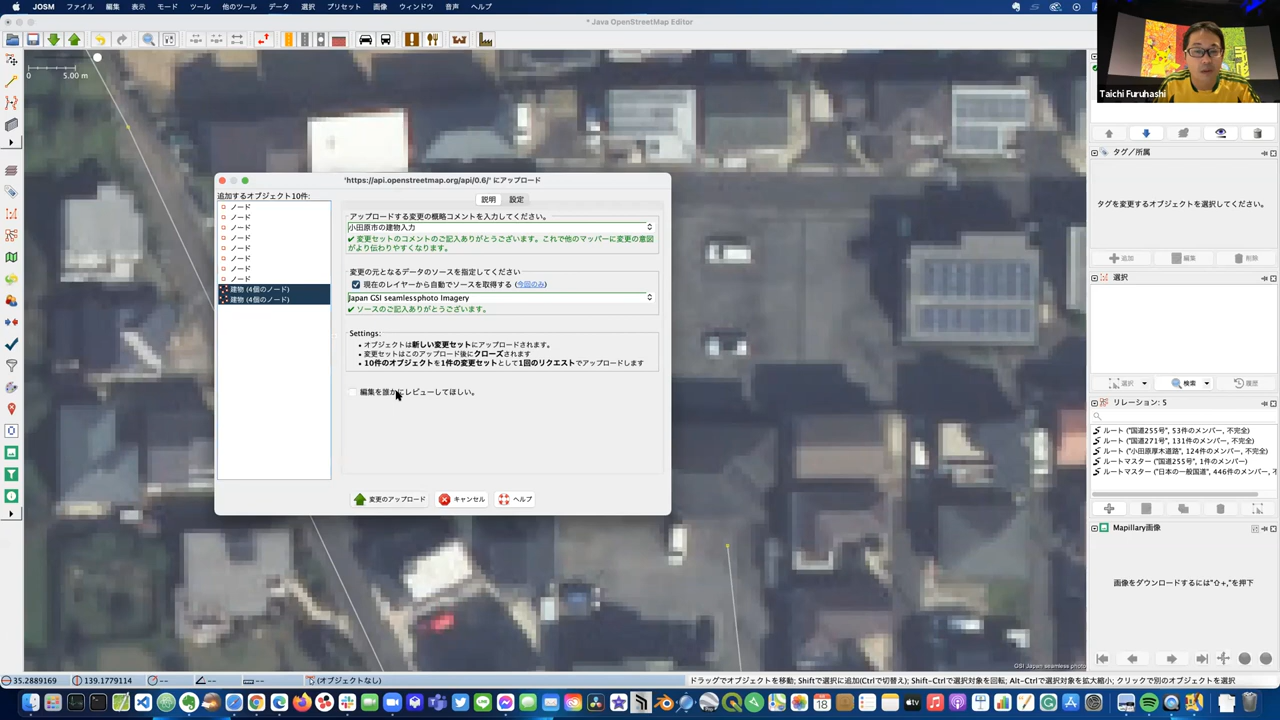 JOSM ファイル 編集 表示 モード ツール 他のツール データ 選択 プリセット 画像 ウィンドウ 音声 ヘルプ
* Java OpenStreetMap Editor
Taichi Furuhashi
0 5.00 m
'https://api.openstreetmap.org/api/0.6/' にアップロード
追加するオブジェクト10件:
ノード
ノード
ノード
ノード
ノード
ノード
ノード
ノード
建物 (4個のノード)
建物 (4個のノード)
説明 設定
アップロードする変更の概略コメントを入力してください。
小田原市の建物入力
✔ 変更セットのコメントのご記入ありがとうございます。これで他のマッパーに変更の意図
がより伝わりやすくなります。
変更の元となるデータのソースを指定してください
現在のレイヤーから自動でソースを取得する (今回のみ)
Japan GSI seamlessphoto Imagery
✔ ソースのご記入ありがとうございます。
Settings:
• オブジェクトは新しい変更セットにアップロードされます。
• 変更セットはこのアップロード後にクローズされます
• 10件のオブジェクトを1件の変更セットとして1回のリクエストでアップロードします
編集を誰かにレビューしてほしい。
変更のアップロード キャンセル ヘルプ
タグ／所属
タグを変更するオブジェクトを選択してください。
追加 編集 削除
選択
選択 検索 履歴
リレーション: 5
ルート ("国道255号", 53件のメンバー, 不完全)
ルート ("国道271号", 131件のメンバー, 不完全)
ルート ("小田原厚木道路", 124件のメンバー, 不完全)
ルートマスター ("国道255号", 1件のメンバー)
ルートマスター ("日本の一般国道", 446件のメンバー, 不
Mapillary画像
画像をダウンロードするには"⇧+,"を押下
GSI Japan seamless photo
35.2889169 139.1779114 -- -- -- (オブジェクトなし)
ドラッグでオブジェクトを移動; Shiftで選択に追加(Ctrlで切替え); Shift-Ctrlで選択対象を回転; Alt-Ctrlで選択対象を拡大縮小; クリックで別のオブジェクトを選択
18